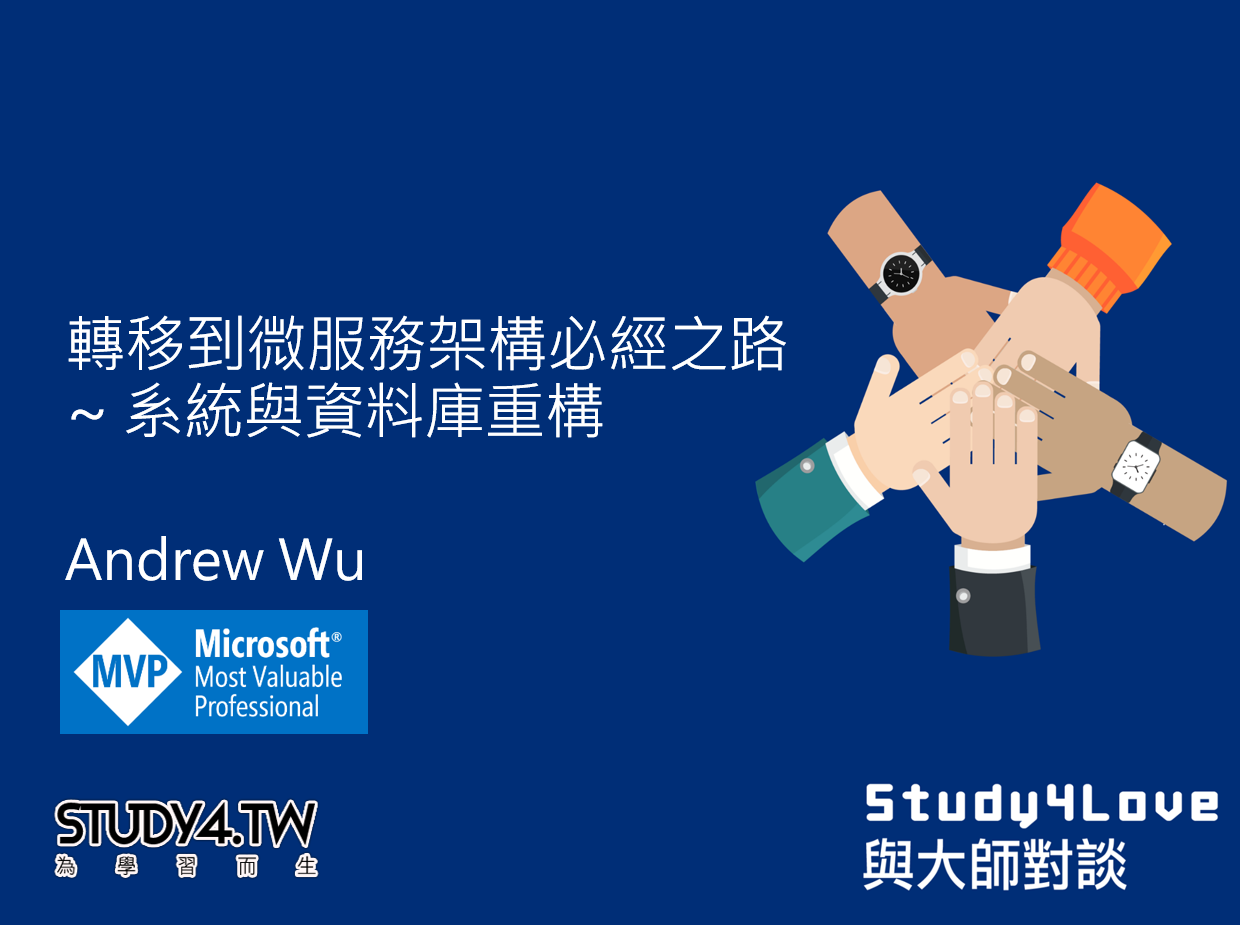 轉移到微服務架構必經之路
~ 系統與資料庫重構
Andrew Wu
MVP
Microsoft®
Most Valuable
Professional
STUDY4.TW
為學習而生
Study4Love
與大師對談